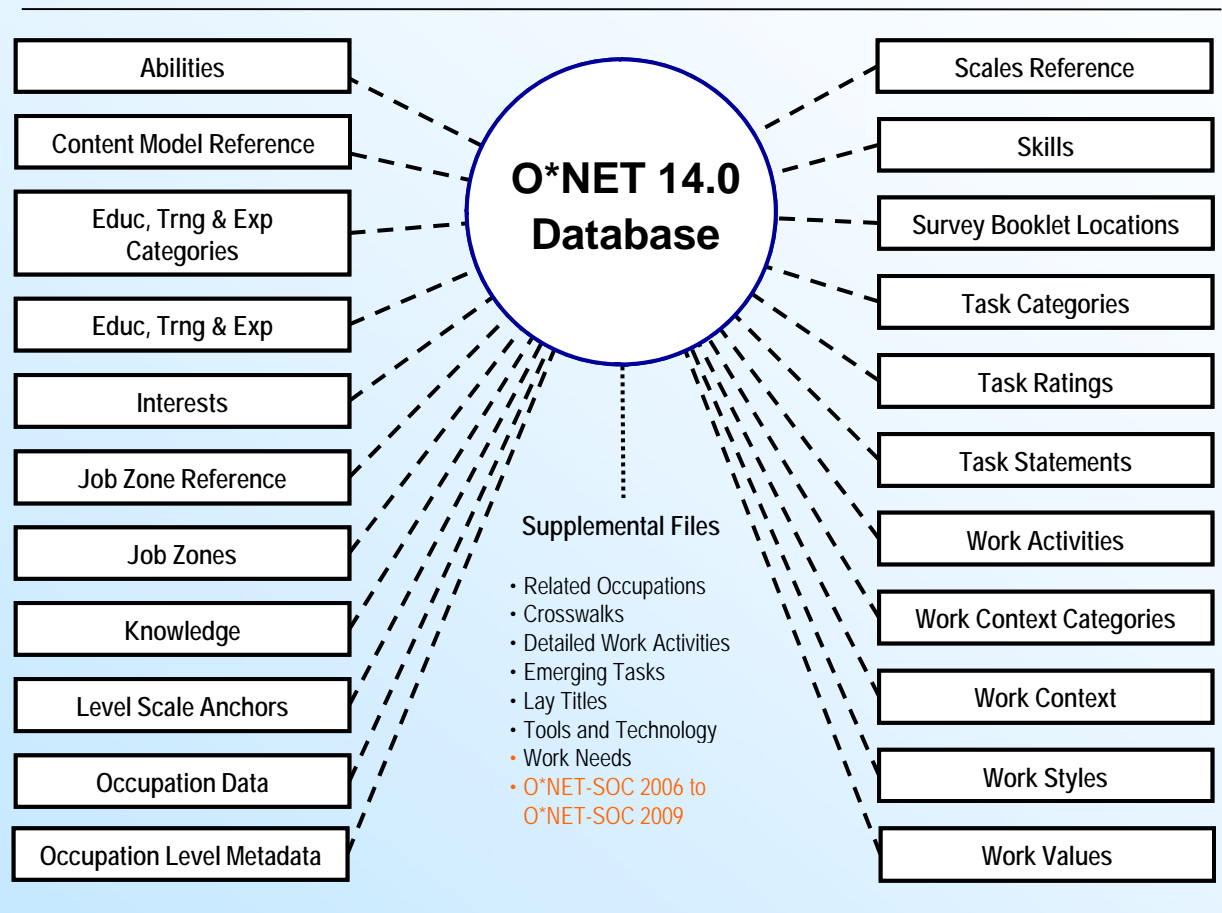 Abilities
Content Model Reference
Educ, Trng & Exp
Categories
Educ, Trng & Exp
Interests
Job Zone Reference
Job Zones
Knowledge
Level Scale Anchors
Occupation Data
Occupation Level Metadata
O*NET 14.0
Database
Supplemental Files
• Related Occupations
• Crosswalks
• Detailed Work Activities
• Emerging Tasks
• Lay Titles
• Tools and Technology
• Work Needs
• O*NET-SOC 2006 to
O*NET-SOC 2009
Scales Reference
Skills
Survey Booklet Locations
Task Categories
Task Ratings
Task Statements
Work Activities
Work Context Categories
Work Context
Work Styles
Work Values